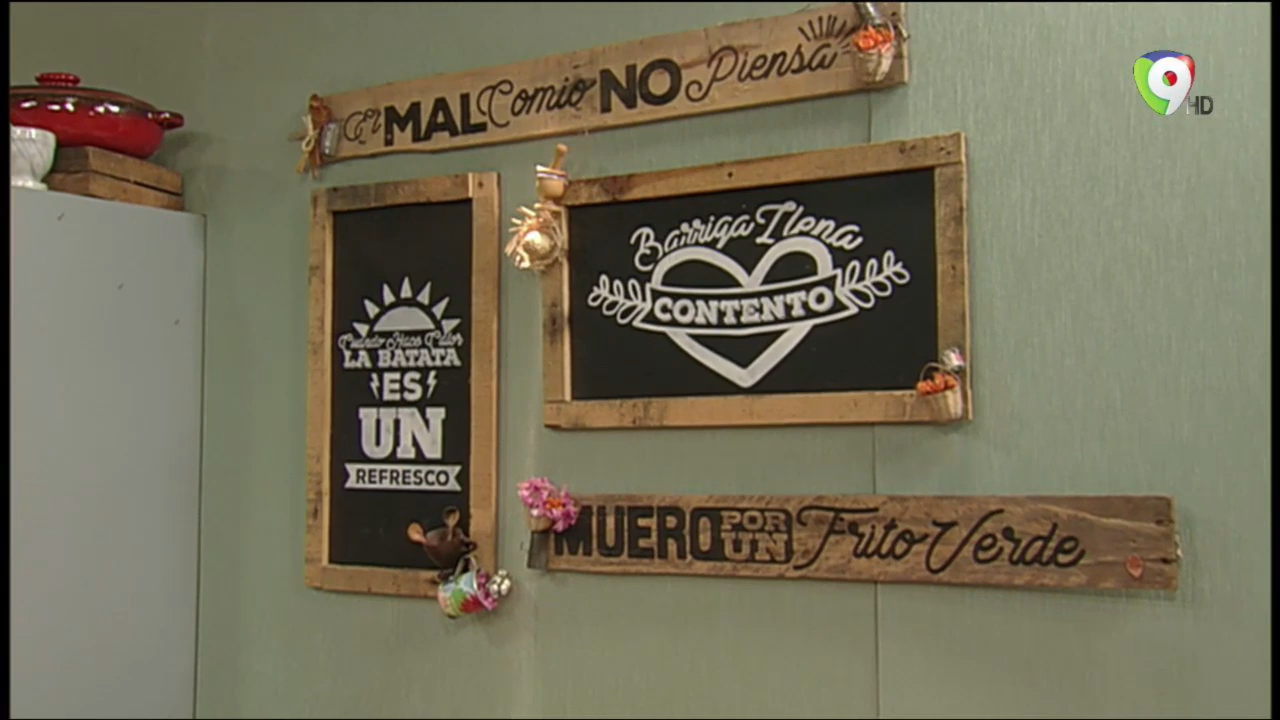 El MAL Comio NO Piensa
9 HD
Barriga Llena
CONTENTO
Cuando Hace Calor
LA BATATA
ES
UN
REFRESCO
MUERO POR UN Frito Verde